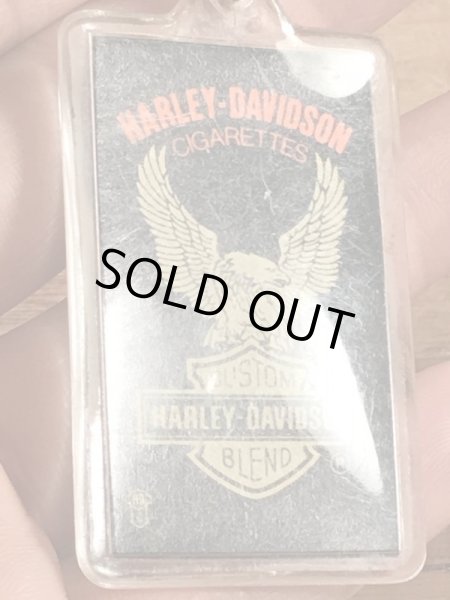 HARLEY-DAVIDSON
CIGARETTES
SOLD OUT
CUSTOM
HARLEY-DAVIDSON
BLEND
®